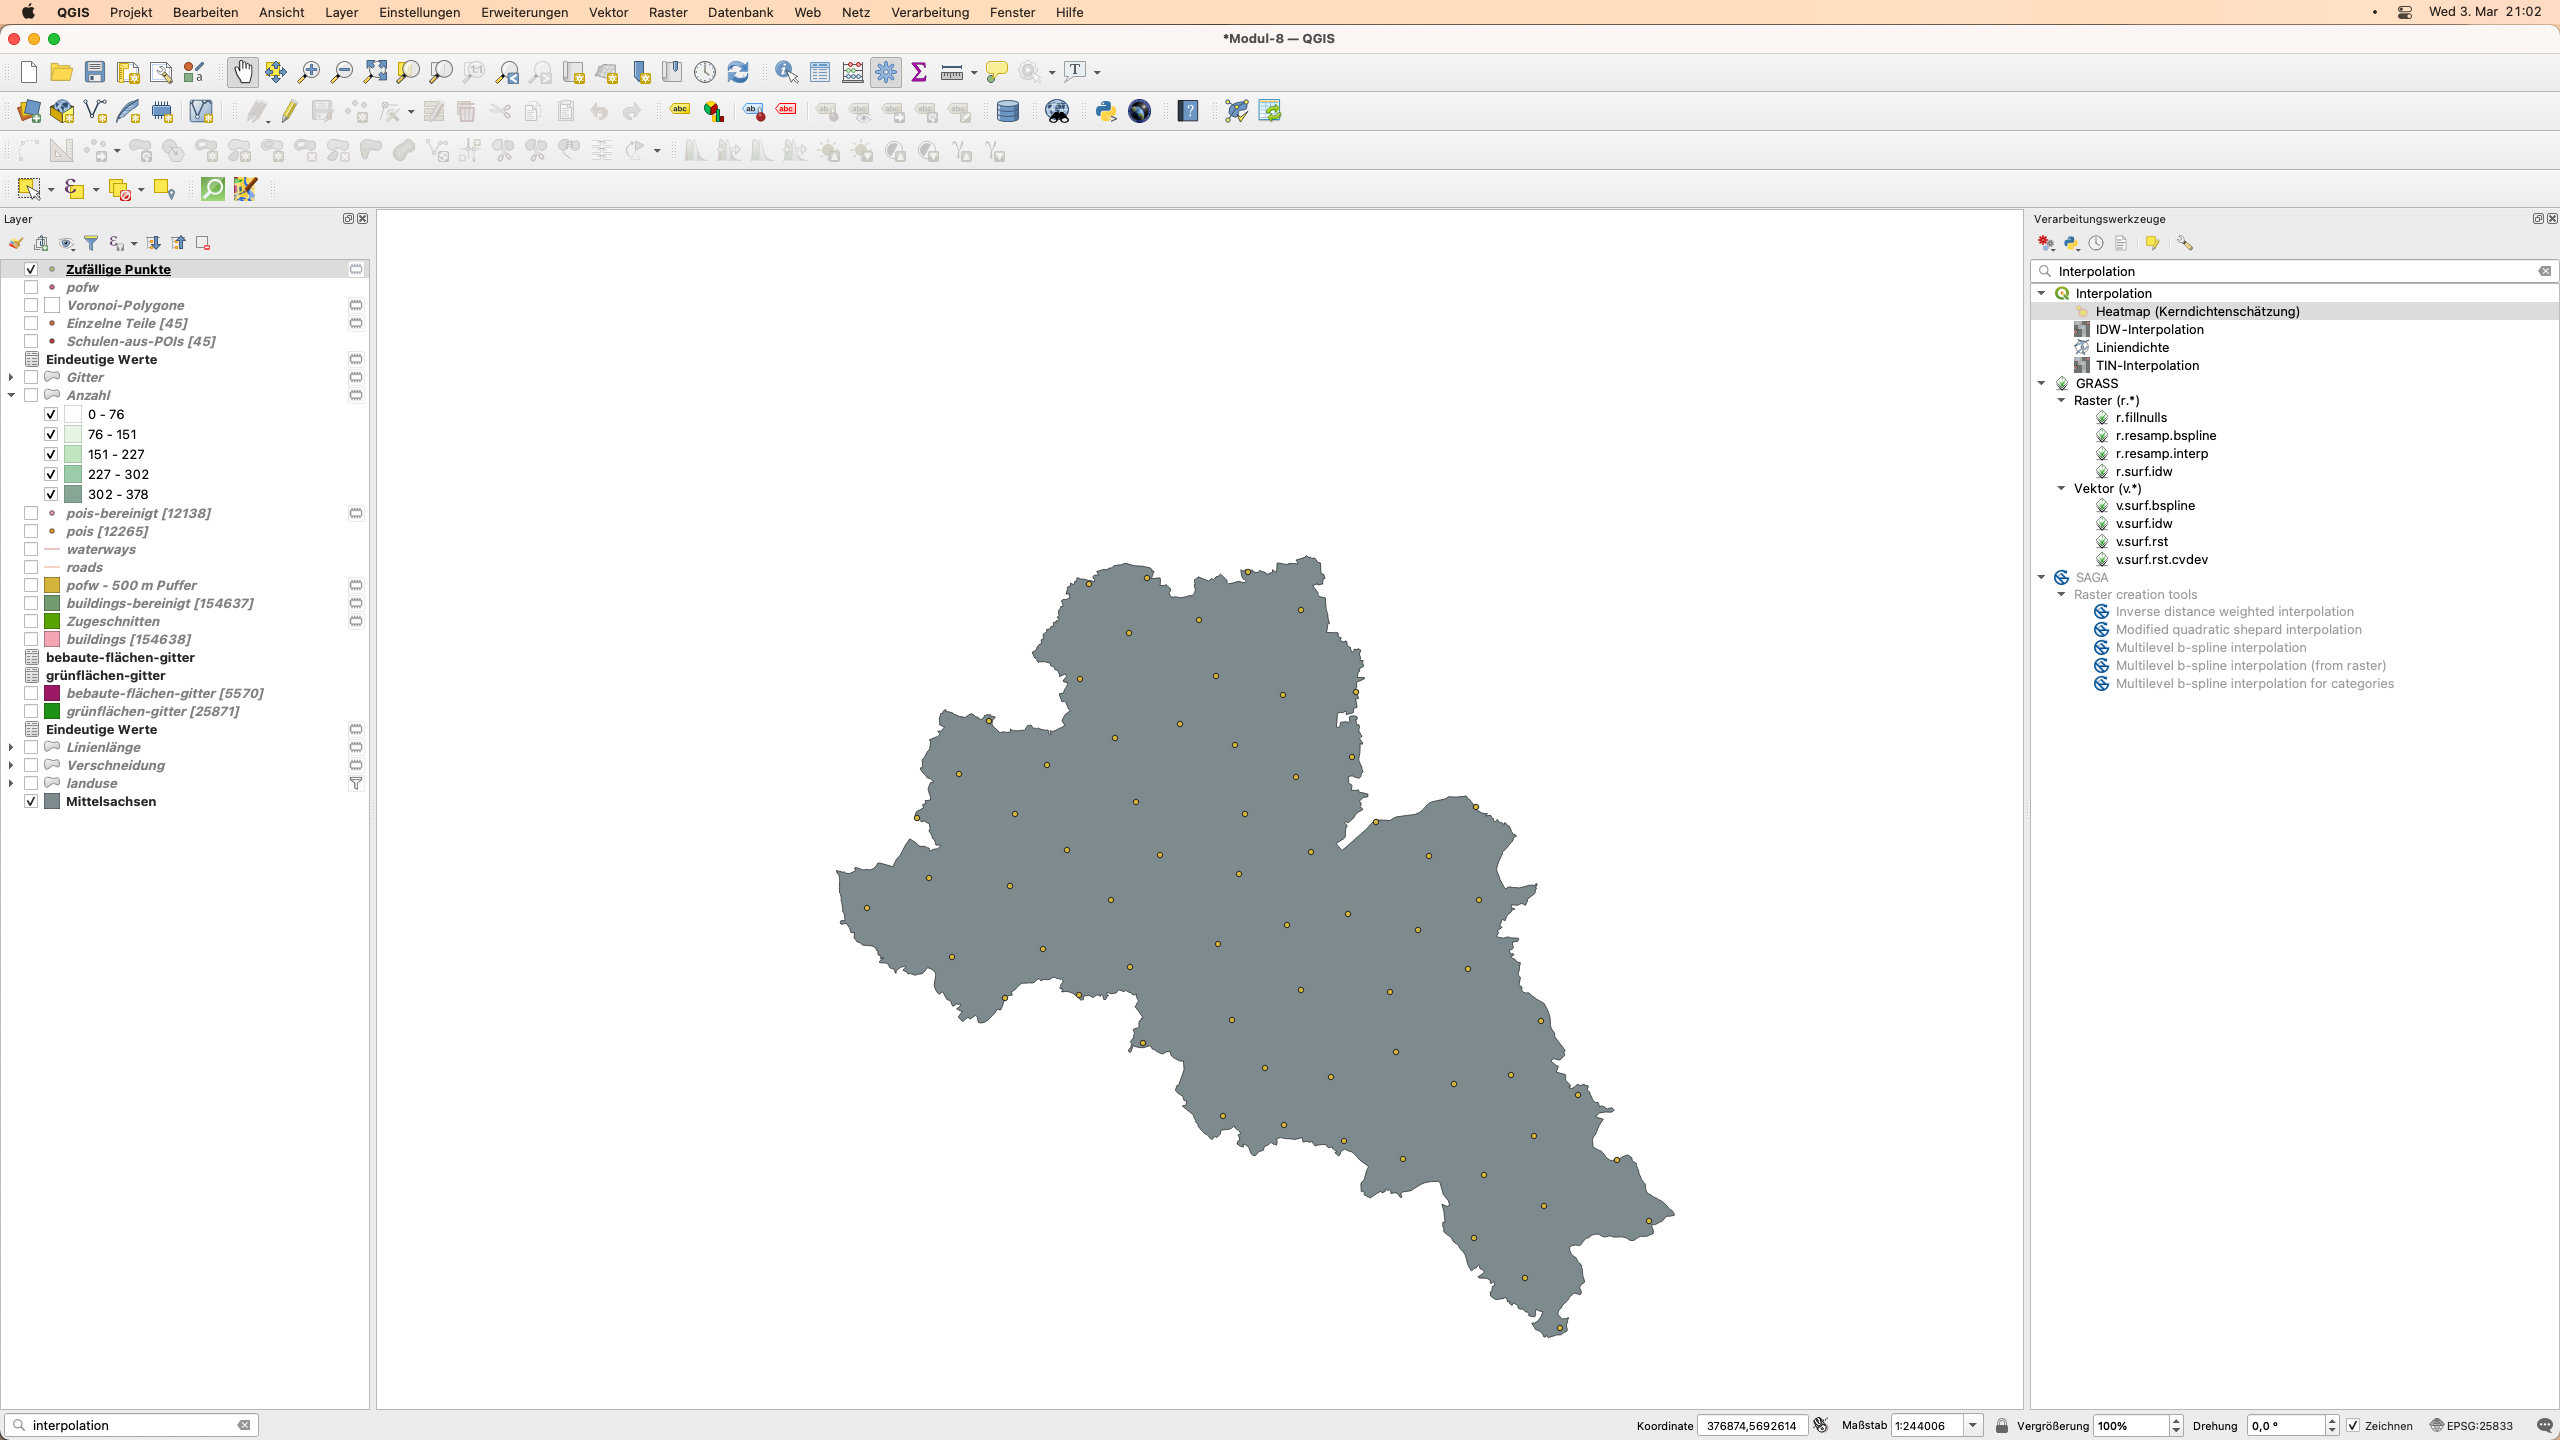 QGIS Projekt Bearbeiten Ansicht Layer Einstellungen Erweiterungen Vektor Raster Datenbank Web Netz Verarbeitung Fenster Hilfe Wed 3. Mar 21:02
*Modul-8 — QGIS
Layer
Zufällige Punkte
pofw
Voronoi-Polygone
Einzelne Teile [45]
Schulen-aus-POIs [45]
Eindeutige Werte
Gitter
Anzahl
0 - 76
76 - 151
151 - 227
227 - 302
302 - 378
pois-bereinigt [12138]
pois [12265]
waterways
roads
pofw - 500 m Puffer
buildings-bereinigt [154637]
Zugeschnitten
buildings [154638]
bebaute-flächen-gitter
grünflächen-gitter
bebaute-flächen-gitter [5570]
grünflächen-gitter [25871]
Eindeutige Werte
Linienlänge
Verschneidung
landuse
Mittelsachsen
Verarbeitungswerkzeuge
Interpolation
Interpolation
Heatmap (Kerndichtenschätzung)
IDW-Interpolation
Liniendichte
TIN-Interpolation
GRASS
Raster (r.*)
r.fillnulls
r.resamp.bspline
r.resamp.interp
r.surf.idw
Vektor (v.*)
v.surf.bspline
v.surf.idw
v.surf.rst
v.surf.rst.cvdev
SAGA
Raster creation tools
Inverse distance weighted interpolation
Modified quadratic shepard interpolation
Multilevel b-spline interpolation
Multilevel b-spline interpolation (from raster)
Multilevel b-spline interpolation for categories
interpolation
Koordinate 376874,5692614 Maßstab 1:244006 Vergrößerung 100% Drehung 0,0 ° Zeichnen EPSG:25833